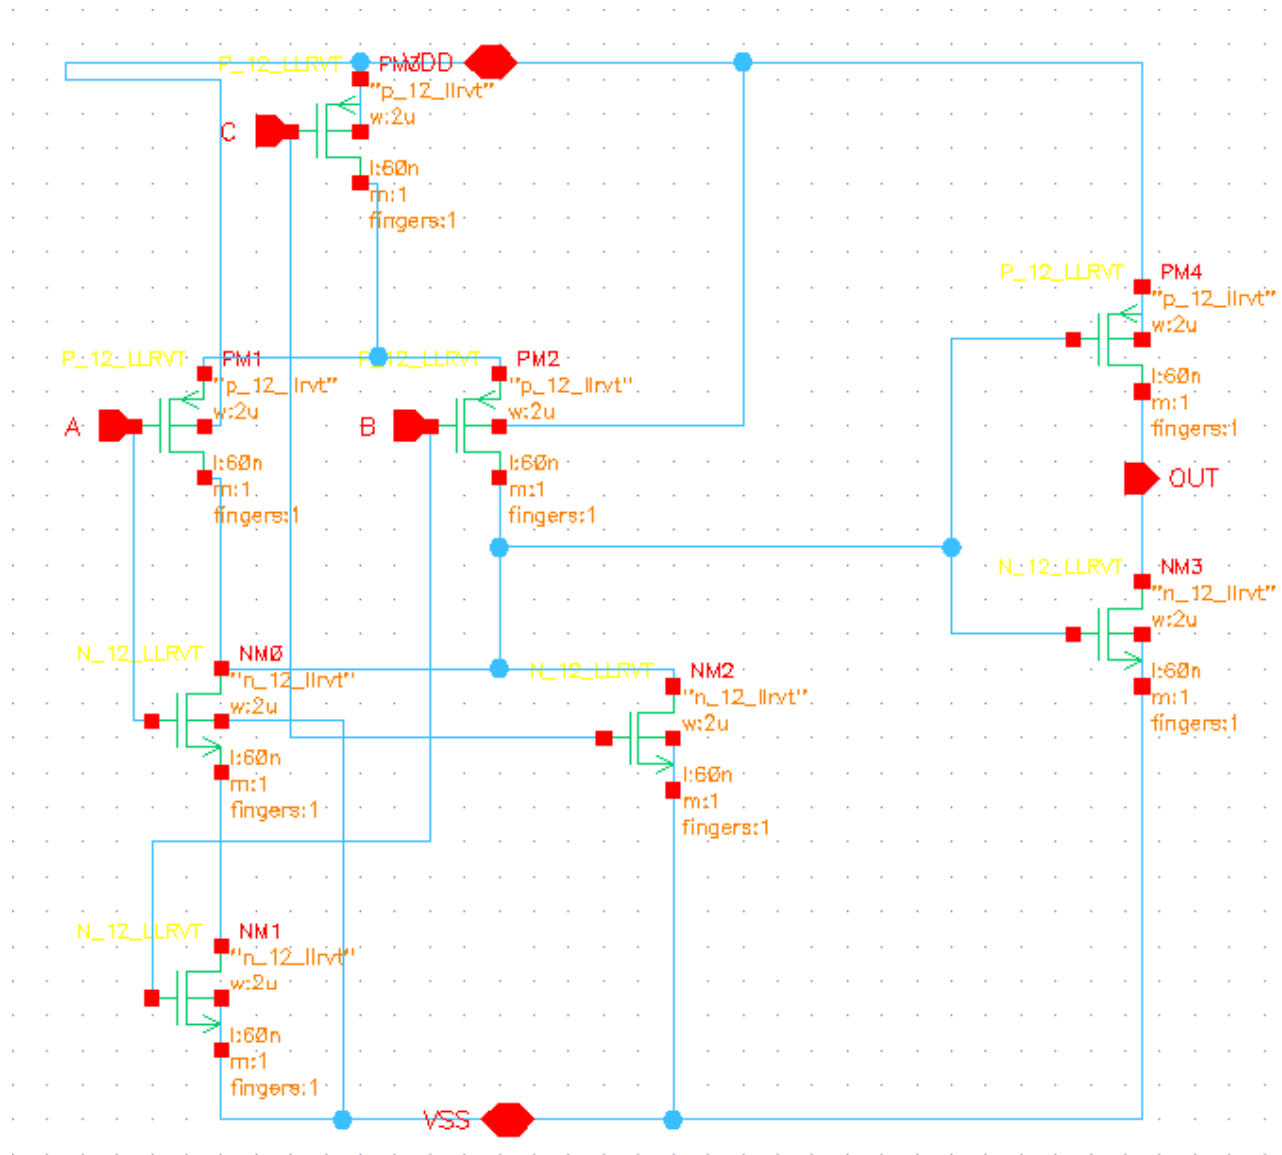 P_12_LLRVT
VDD
"p_12_llrvt"
w:2u
C
l:60n
m:1
fingers:1
P_12_LLRVT PM4
"p_12_llrvt"
w:2u
l:60n
m:1
fingers:1
P_12_LLRVT PM1
"p_12_llrvt"
w:2u
A
l:60n
m:1
fingers:1
P_12_LLRVT PM2
"p_12_llrvt"
w:2u
B
l:60n
m:1
fingers:1
OUT
N_12_LLRVT NM3
"n_12_llrvt"
w:2u
l:60n
m:1
fingers:1
N_12_LLRVT NM0
"n_12_llrvt"
w:2u
l:60n
m:1
fingers:1
N_12_LLRVT NM2
"n_12_llrvt"
w:2u
l:60n
m:1
fingers:1
N_12_LLRVT NM1
"n_12_llrvt"
w:2u
l:60n
m:1
fingers:1
VSS